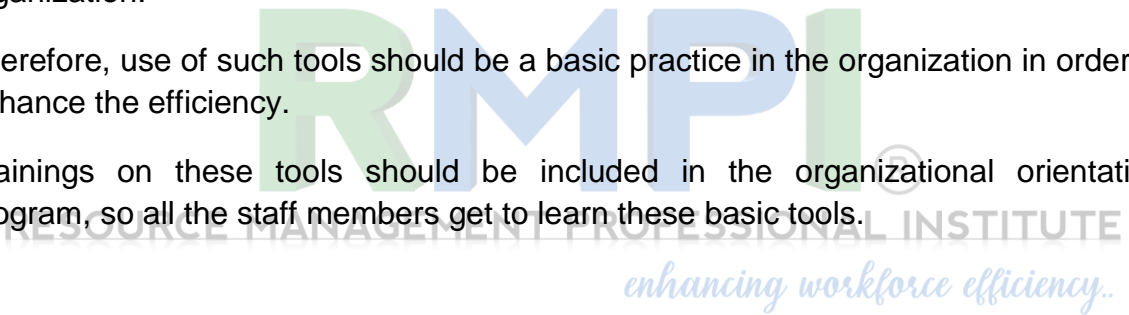 ganization.
erefore, use of such tools should be a basic practice in the organization in order
hance the efficiency.
ainings on these tools should be included in the organizational orientati
ogram, so all the staff members get to learn these basic tools.
RMPI ®
RESOURCE MANAGEMENT PROFESSIONAL INSTITUTE
enhancing workforce efficiency..